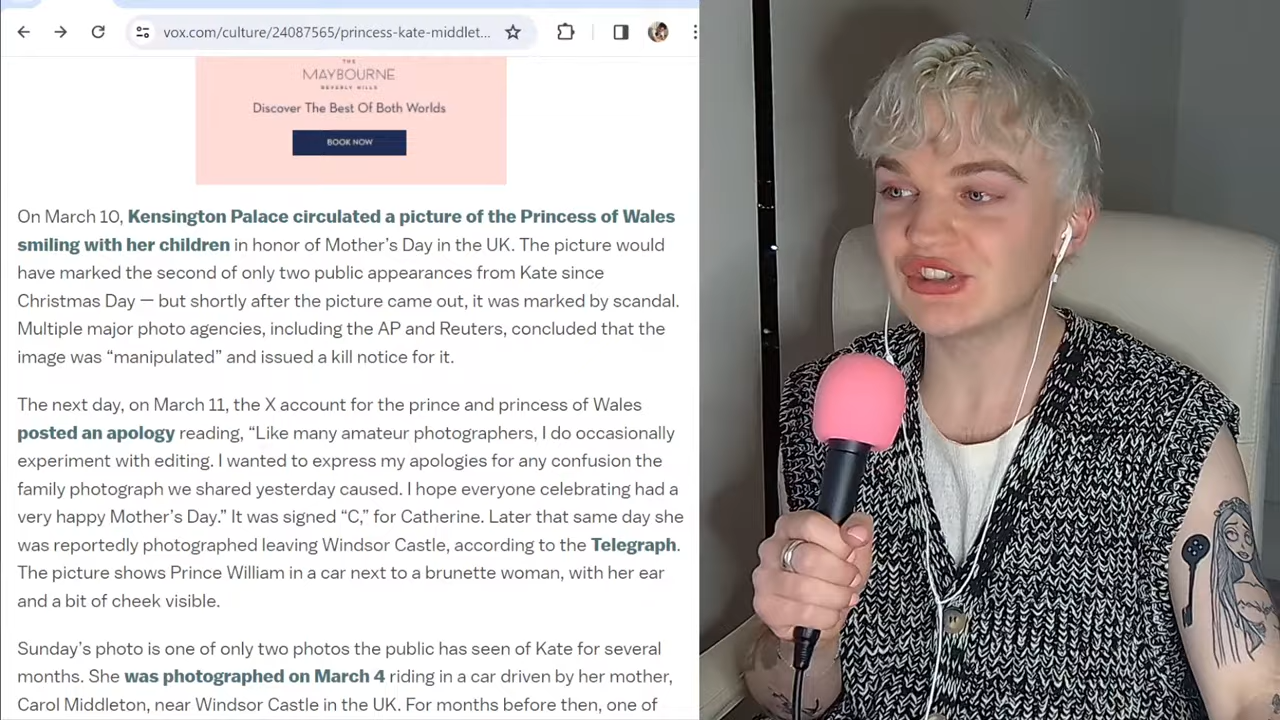 vox.com/culture/24087565/princess-kate-middlet...
THE
MAYBOURNE
BEVERLY HILLS
Discover The Best Of Both Worlds
BOOK NOW
On March 10, Kensington Palace circulated a picture of the Princess of Wales
smiling with her children in honor of Mother’s Day in the UK. The picture would
have marked the second of only two public appearances from Kate since
Christmas Day — but shortly after the picture came out, it was marked by scandal.
Multiple major photo agencies, including the AP and Reuters, concluded that the
image was “manipulated” and issued a kill notice for it.
The next day, on March 11, the X account for the prince and princess of Wales
posted an apology reading, “Like many amateur photographers, I do occasionally
experiment with editing. I wanted to express my apologies for any confusion the
family photograph we shared yesterday caused. I hope everyone celebrating had a
very happy Mother’s Day.” It was signed “C,” for Catherine. Later that same day she
was reportedly photographed leaving Windsor Castle, according to the Telegraph.
The picture shows Prince William in a car next to a brunette woman, with her ear
and a bit of cheek visible.
Sunday’s photo is one of only two photos the public has seen of Kate for several
months. She was photographed on March 4 riding in a car driven by her mother,
Carol Middleton, near Windsor Castle in the UK. For months before then, one of